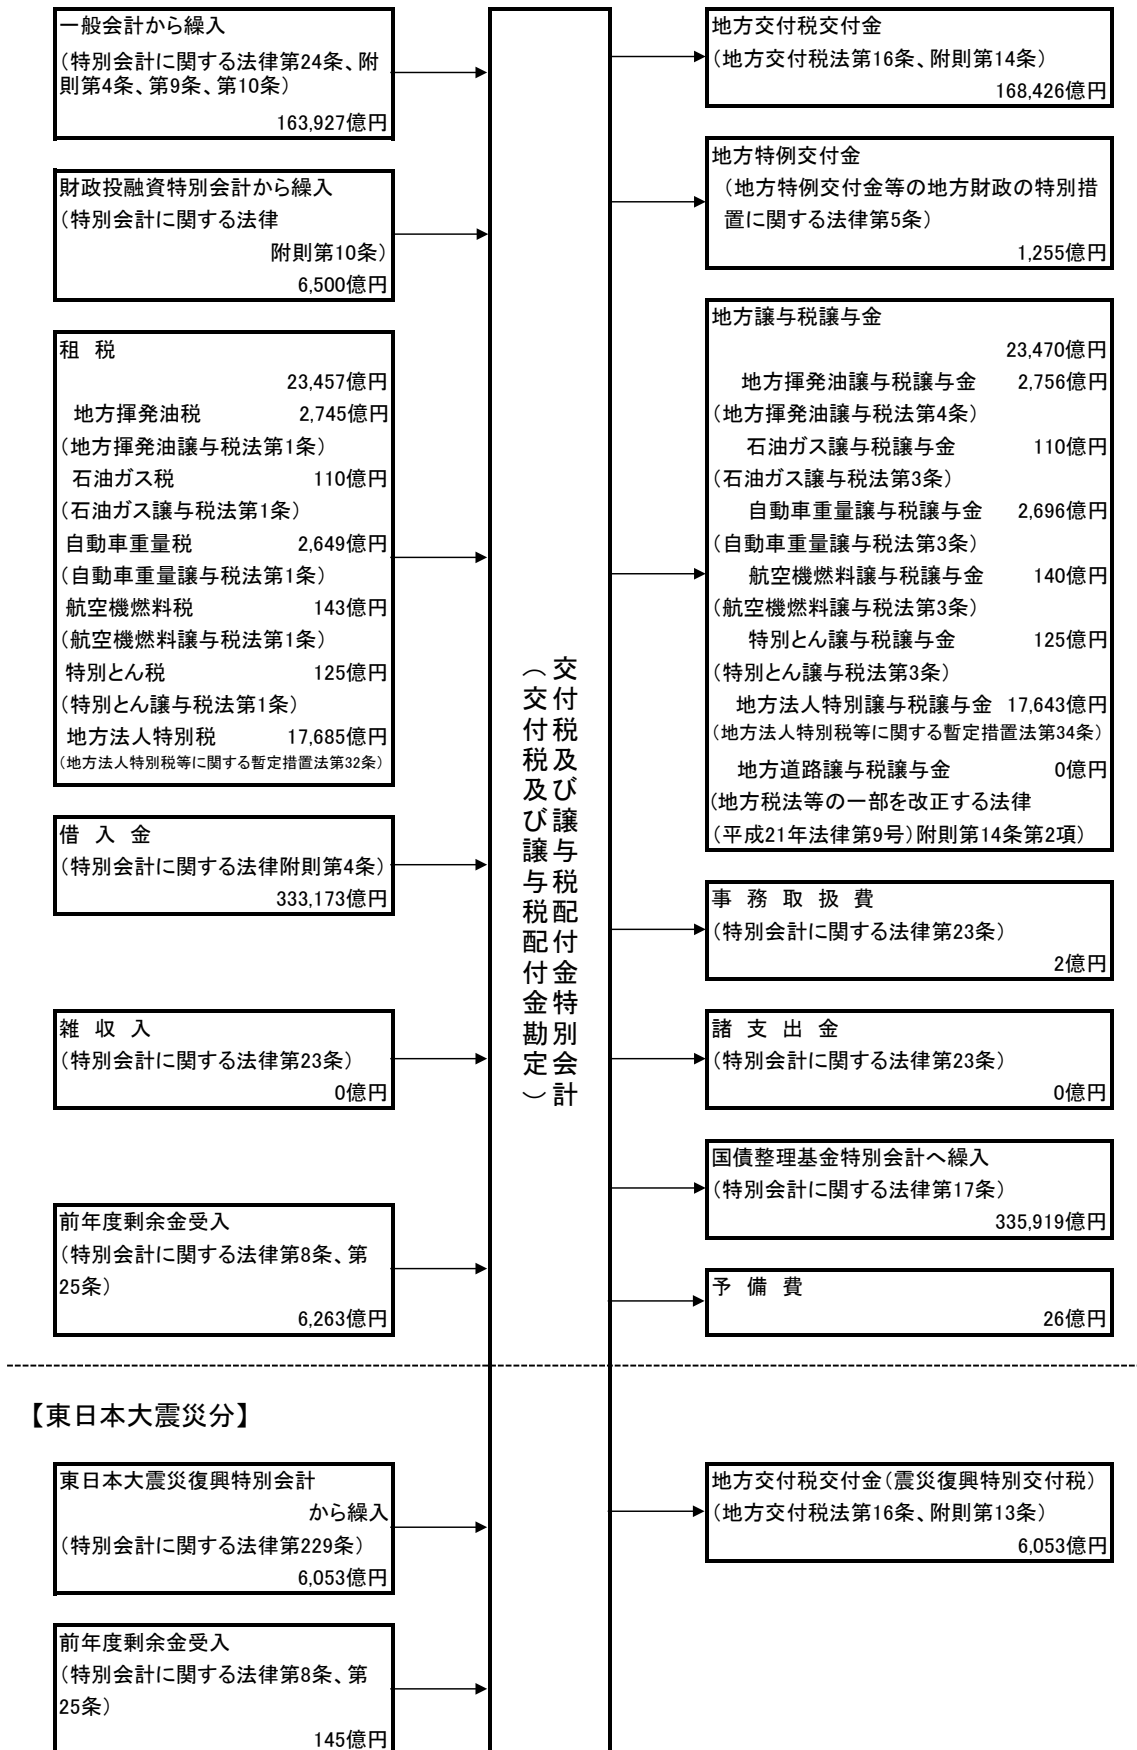 一般会計から繰入
（特別会計に関する法律第24条、附
則第4条、第9条、第10条）
163,927億円
財政投融資特別会計から繰入
（特別会計に関する法律
附則第10条）
6,500億円
租　税
23,457億円
地方揮発油税　2,745億円
（地方揮発油譲与税法第1条）
石油ガス税　110億円
（石油ガス譲与税法第1条）
自動車重量税　2,649億円
（自動車重量譲与税法第1条）
航空機燃料税　143億円
（航空機燃料譲与税法第1条）
特別とん税　125億円
（特別とん譲与税法第1条）
地方法人特別税　17,685億円
（地方法人特別税等に関する暫定措置法第32条）
借　入　金
（特別会計に関する法律附則第4条）
333,173億円
雑　収　入
（特別会計に関する法律第23条）
0億円
前年度剰余金受入
（特別会計に関する法律第8条、第
25条）
6,263億円
交付税及び譲与税配付金特別会計
（交付税及び譲与税配付金勘定）
地方交付税交付金
（地方交付税法第16条、附則第14条）
168,426億円
地方特例交付金
（地方特例交付金等の地方財政の特別措
置に関する法律第5条）
1,255億円
地方譲与税譲与金
23,470億円
地方揮発油譲与税譲与金　2,756億円
（地方揮発油譲与税法第4条）
石油ガス譲与税譲与金　110億円
（石油ガス譲与税法第3条）
自動車重量譲与税譲与金　2,696億円
（自動車重量譲与税法第3条）
航空機燃料譲与税譲与金　140億円
（航空機燃料譲与税法第3条）
特別とん譲与税譲与金　125億円
（特別とん譲与税法第3条）
地方法人特別譲与税譲与金　17,643億円
（地方法人特別税等に関する暫定措置法第34条）
地方道路譲与税譲与金　0億円
（地方税法等の一部を改正する法律
（平成21年法律第9号）附則第14条第2項）
事　務　取　扱　費
（特別会計に関する法律第23条）
2億円
諸　支　出　金
（特別会計に関する法律第23条）
0億円
国債整理基金特別会計へ繰入
（特別会計に関する法律第17条）
335,919億円
予　備　費
26億円
【東日本大震災分】
東日本大震災復興特別会計
から繰入
（特別会計に関する法律第229条）
6,053億円
前年度剰余金受入
（特別会計に関する法律第8条、第
25条）
145億円
地方交付税交付金（震災復興特別交付税）
（地方交付税法第16条、附則第13条）
6,053億円